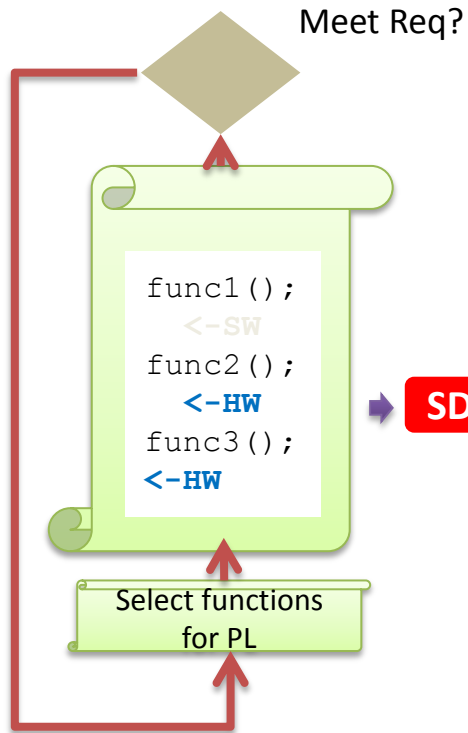 Meet Req?
func1();
<-SW
func2();
<-HW
func3();
<-HW
SD
Select functions
for PL